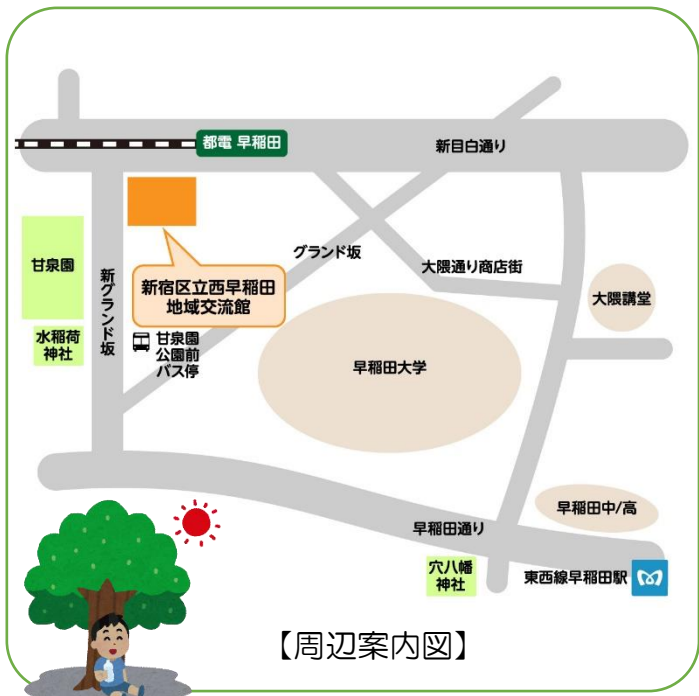 都電 早稲田
新目白通り
甘泉園
新グランド坂
グランド坂
大隈通り商店街
新宿区立西早稲田
地域交流館
大隈講堂
水稲荷
神社
甘泉園
公園前
バス停
早稲田大学
早稲田中/高
早稲田通り
穴八幡
神社
東西線早稲田駅
【周辺案内図】